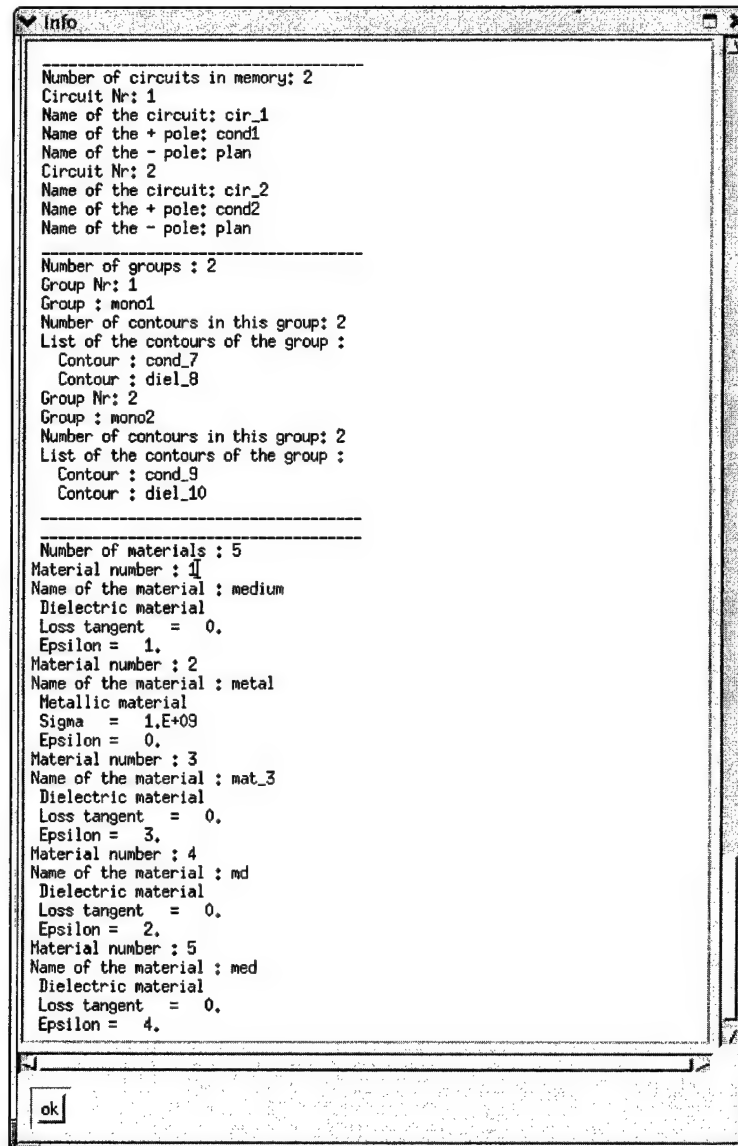 Info
Number of circuits in memory: 2
Circuit Nr: 1
Name of the circuit: cir_1
Name of the + pole: cond1
Name of the - pole: plan
Circuit Nr: 2
Name of the circuit: cir_2
Name of the + pole: cond2
Name of the - pole: plan
Number of groups : 2
Group Nr: 1
Group : mono1
Number of contours in this group: 2
List of the contours of the group :
Contour : cond_7
Contour : diel_8
Group Nr: 2
Group : mono2
Number of contours in this group: 2
List of the contours of the group :
Contour : cond_9
Contour : diel_10
Number of materials : 5
Material number : 1
Name of the material : medium
Dielectric material
Loss tangent = 0.
Epsilon = 1.
Material number : 2
Name of the material : metal
Metallic material
Sigma = 1.E+09
Epsilon = 0.
Material number : 3
Name of the material : mat_3
Dielectric material
Loss tangent = 0.
Epsilon = 3.
Material number : 4
Name of the material : md
Dielectric material
Loss tangent = 0.
Epsilon = 2.
Material number : 5
Name of the material : med
Dielectric material
Loss tangent = 0.
Epsilon = 4.
ok